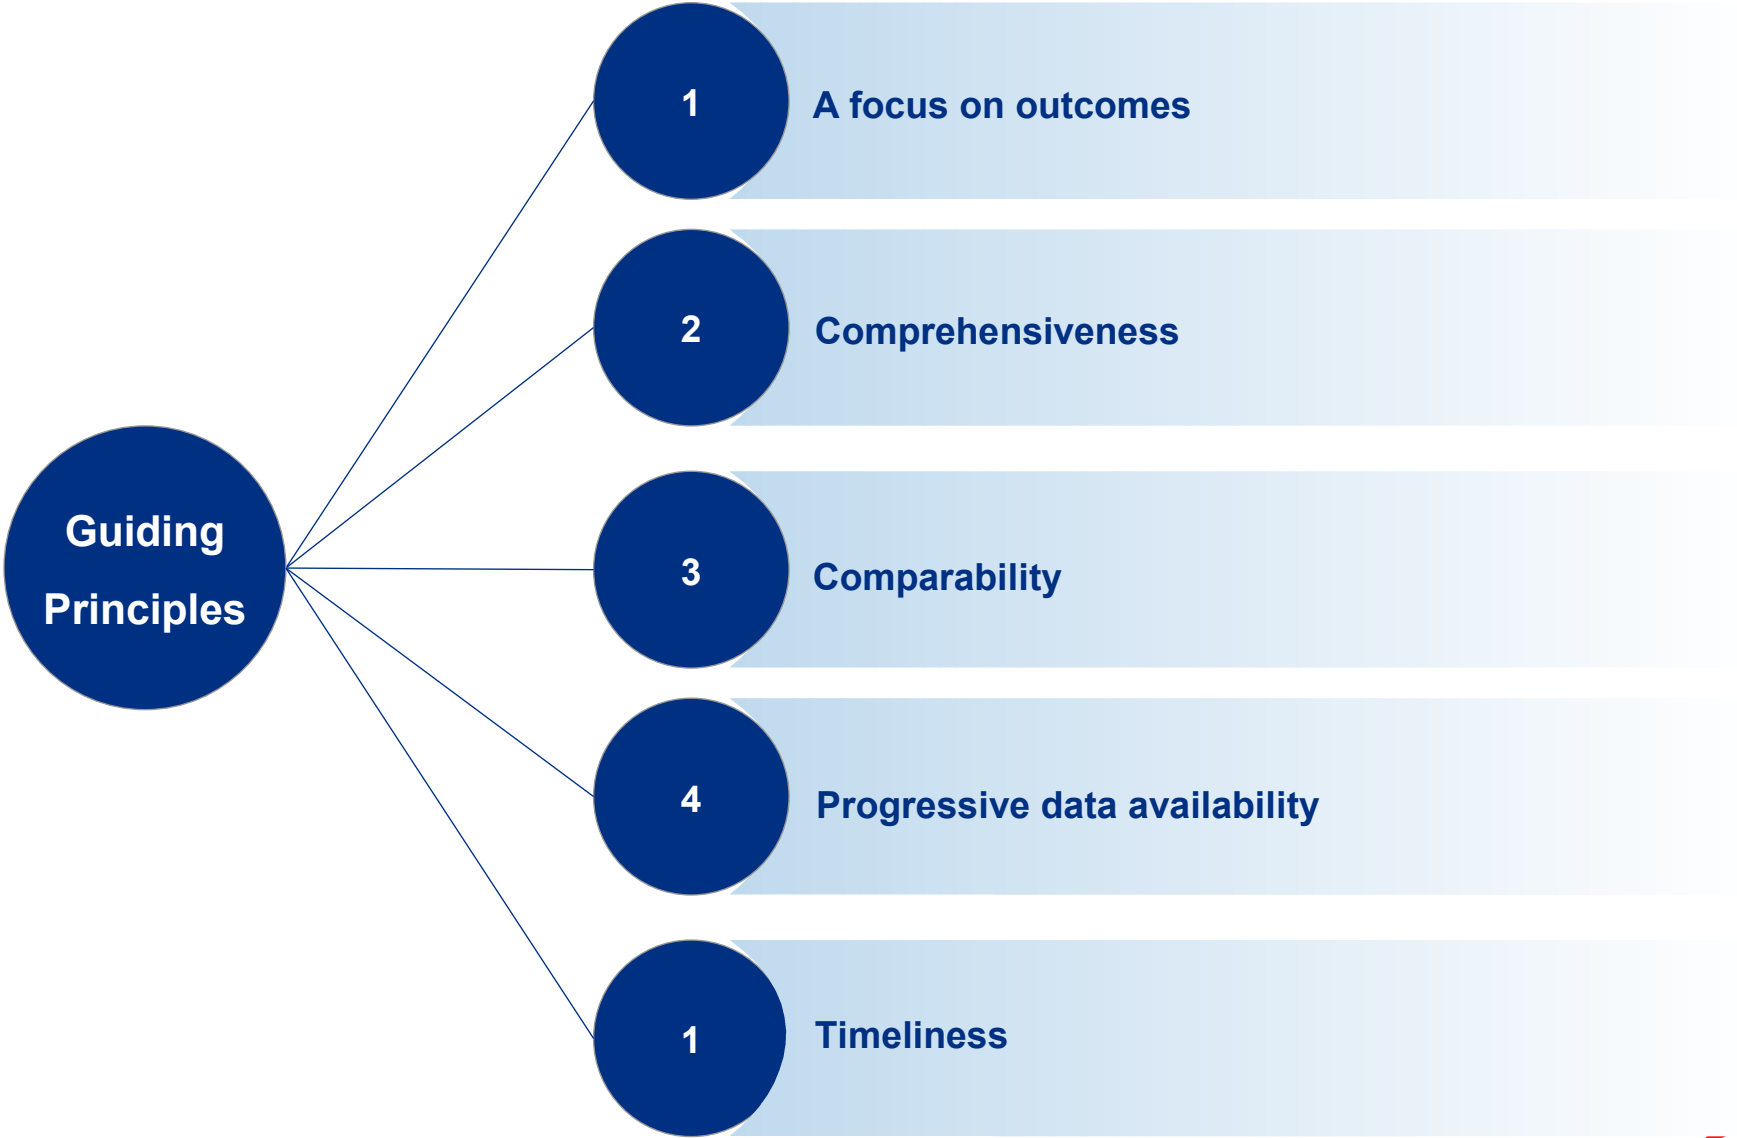 1
A focus on outcomes
2
Comprehensiveness
Guiding
Principles
3
Comparability
4
Progressive data availability
1
Timeliness